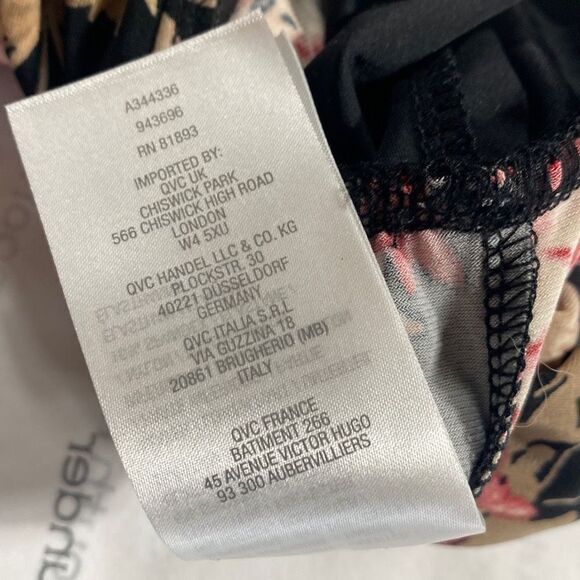 A344336
943696
RN 81893
IMPORTED BY:
QVC UK
CHISWICK PARK
566 CHISWICK HIGH ROAD
LONDON
W4 5XU
QVC HANDEL LLC & CO. KG
PLOCKSTR. 30
40221 DUSSELDORF
GERMANY
QVC ITALIA S.R.L
VIA GUZZINA 18
20861 BRUGHERIO (MB)
ITALY
QVC FRANCE
BATIMENT 266
45 AVENUE VICTOR HUGO
93 300 AUBERVILLIERS